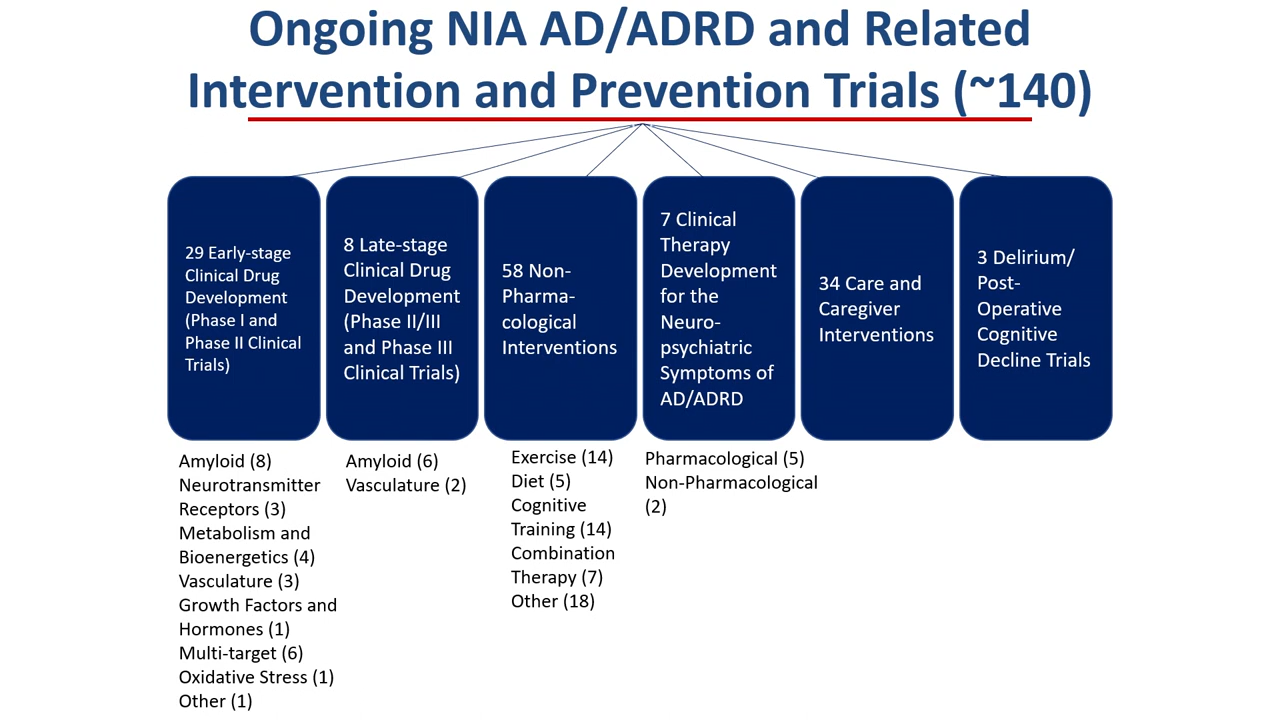 Ongoing NIA AD/ADRD and Related
Intervention and Prevention Trials (~140)
29 Early-stage
Clinical Drug
Development
(Phase I and
Phase II Clinical
Trials)
8 Late-stage
Clinical Drug
Development
(Phase II/III
and Phase III
Clinical Trials)
58 Non-
Pharma-
cological
Interventions
7 Clinical
Therapy
Development
for the
Neuro-
psychiatric
Symptoms of
AD/ADRD
34 Care and
Caregiver
Interventions
3 Delirium/
Post-
Operative
Cognitive
Decline Trials
Amyloid (8)
Neurotransmitter
Receptors (3)
Metabolism and
Bioenergetics (4)
Vasculature (3)
Growth Factors and
Hormones (1)
Multi-target (6)
Oxidative Stress (1)
Other (1)
Amyloid (6)
Vasculature (2)
Exercise (14)
Diet (5)
Cognitive
Training (14)
Combination
Therapy (7)
Other (18)
Pharmacological (5)
Non-Pharmacological
(2)